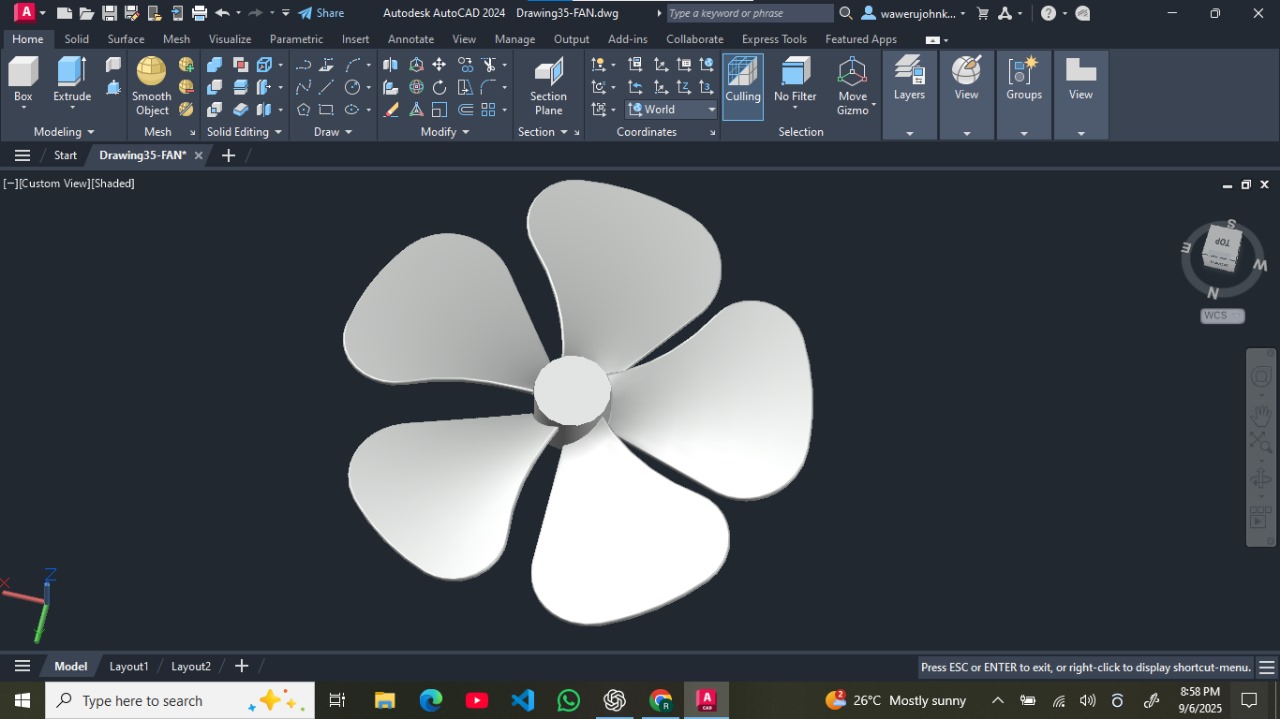 A Share Autodesk AutoCAD 2024 Drawing35-FAN.dwg Type a keyword or phrase wawerujohnk...
Home Solid Surface Mesh Visualize Parametric Insert Annotate View Manage Output Add-ins Collaborate Express Tools Featured Apps
Box Extrude Smooth Object Section Plane World Culling No Filter Move Gizmo Layers View Groups View
Modeling Mesh Solid Editing Draw Modify Section Coordinates Selection
Start Drawing35-FAN*
[−][Custom View][Shaded]
S
E TOP W
N
WCS
Z
X
Model Layout1 Layout2 Press ESC or ENTER to exit, or right-click to display shortcut-menu.
Type here to search 2 26°C Mostly sunny 8:58 PM
9/6/2025